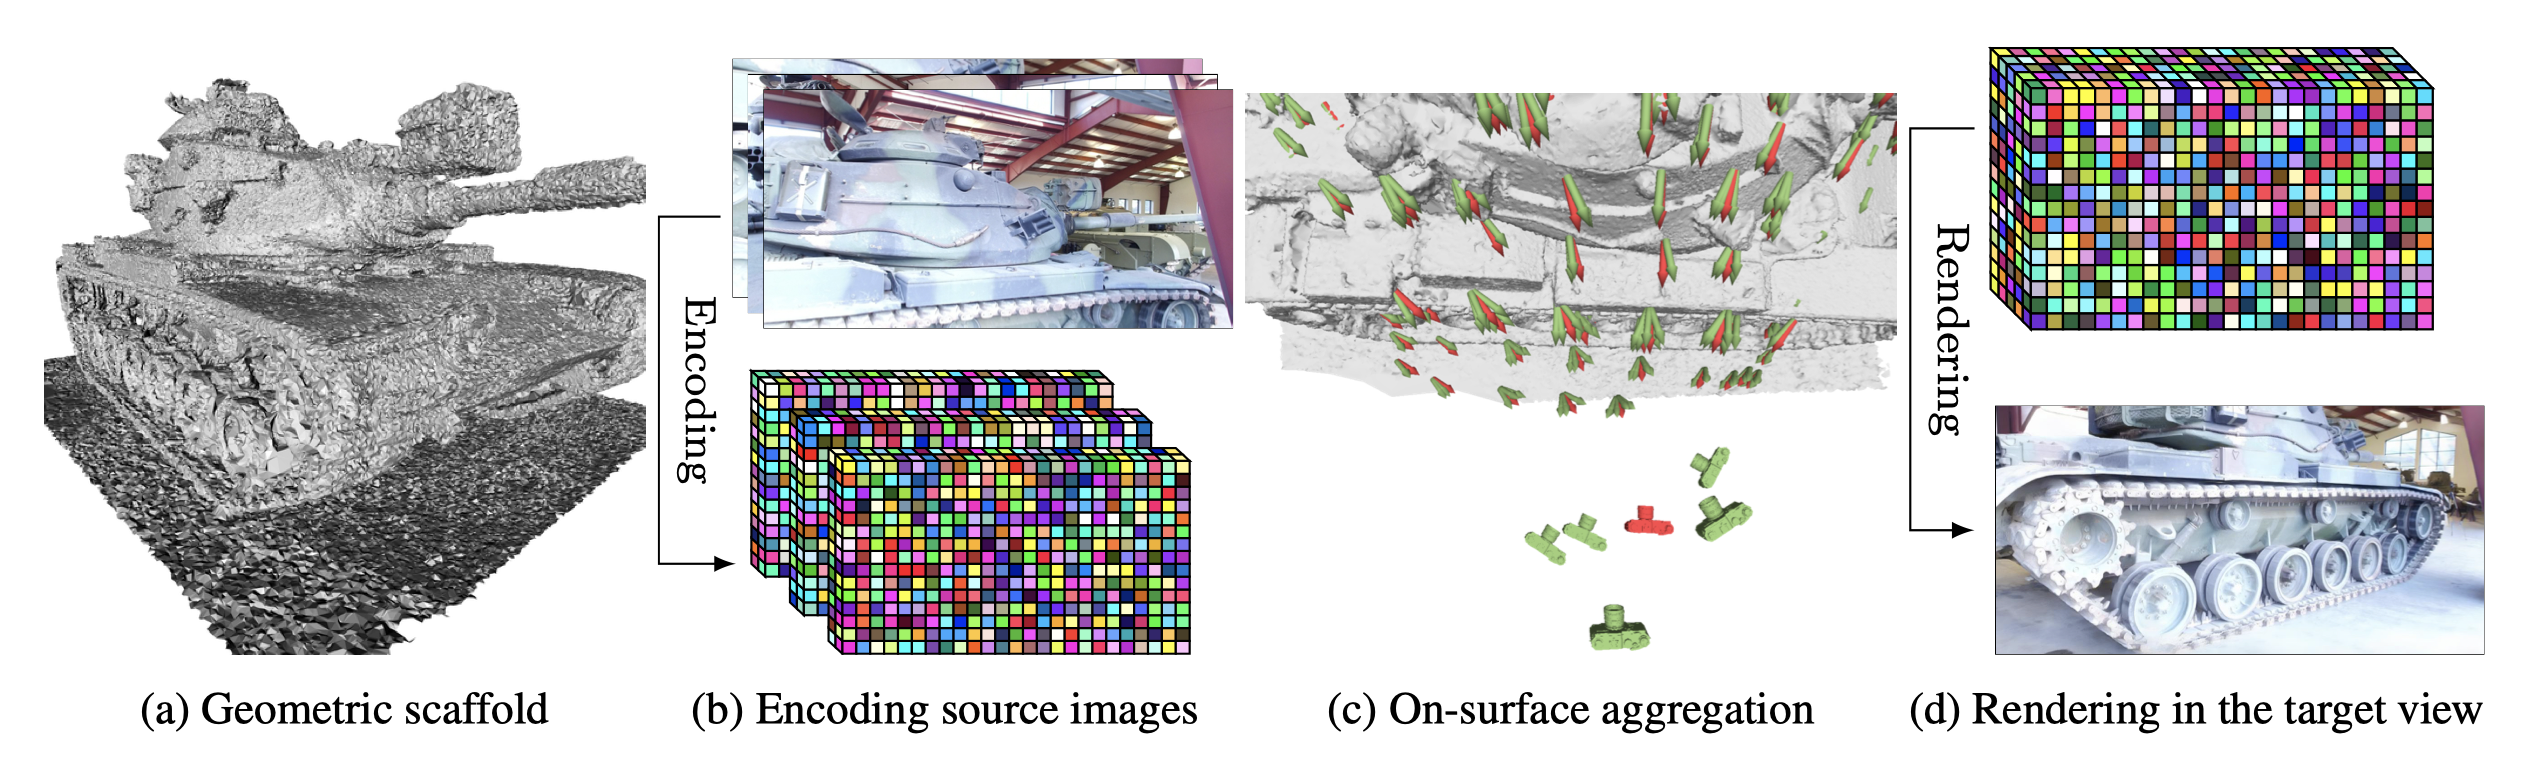 Encoding
Rendering
(a) Geometric scaffold
(b) Encoding source images
(c) On-surface aggregation
(d) Rendering in the target view